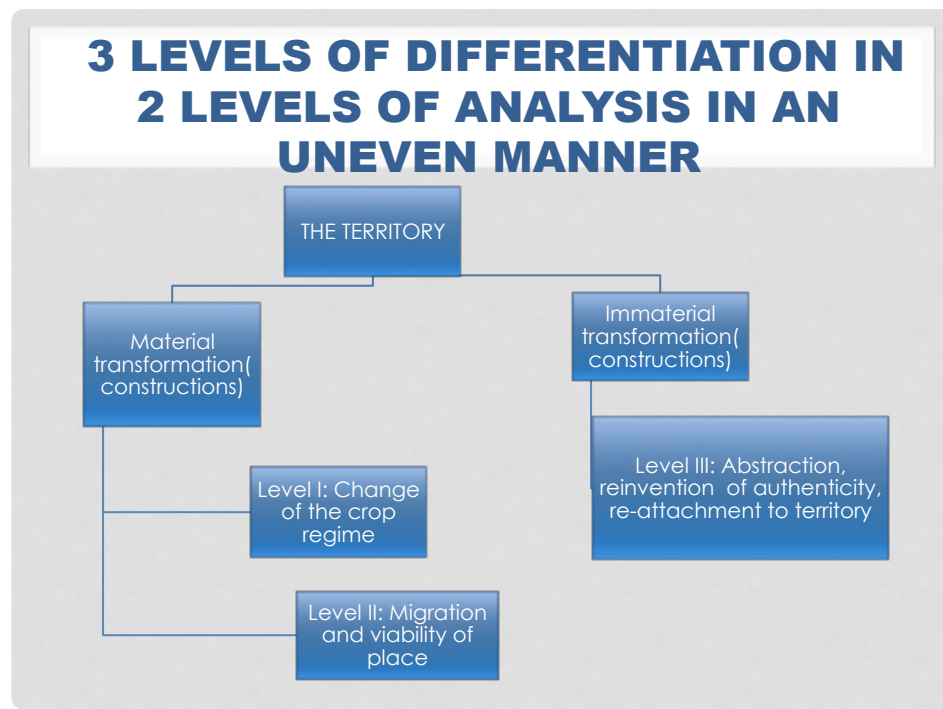 3 LEVELS OF DIFFERENTIATION IN
2 LEVELS OF ANALYSIS IN AN
UNEVEN MANNER
THE TERRITORY
Material
transformation(
constructions)
Immaterial
transformation(
constructions)
Level I: Change
of the crop
regime
Level II: Migration
and viability of
place
Level III: Abstraction,
reinvention of authenticity,
re-attachment to territory